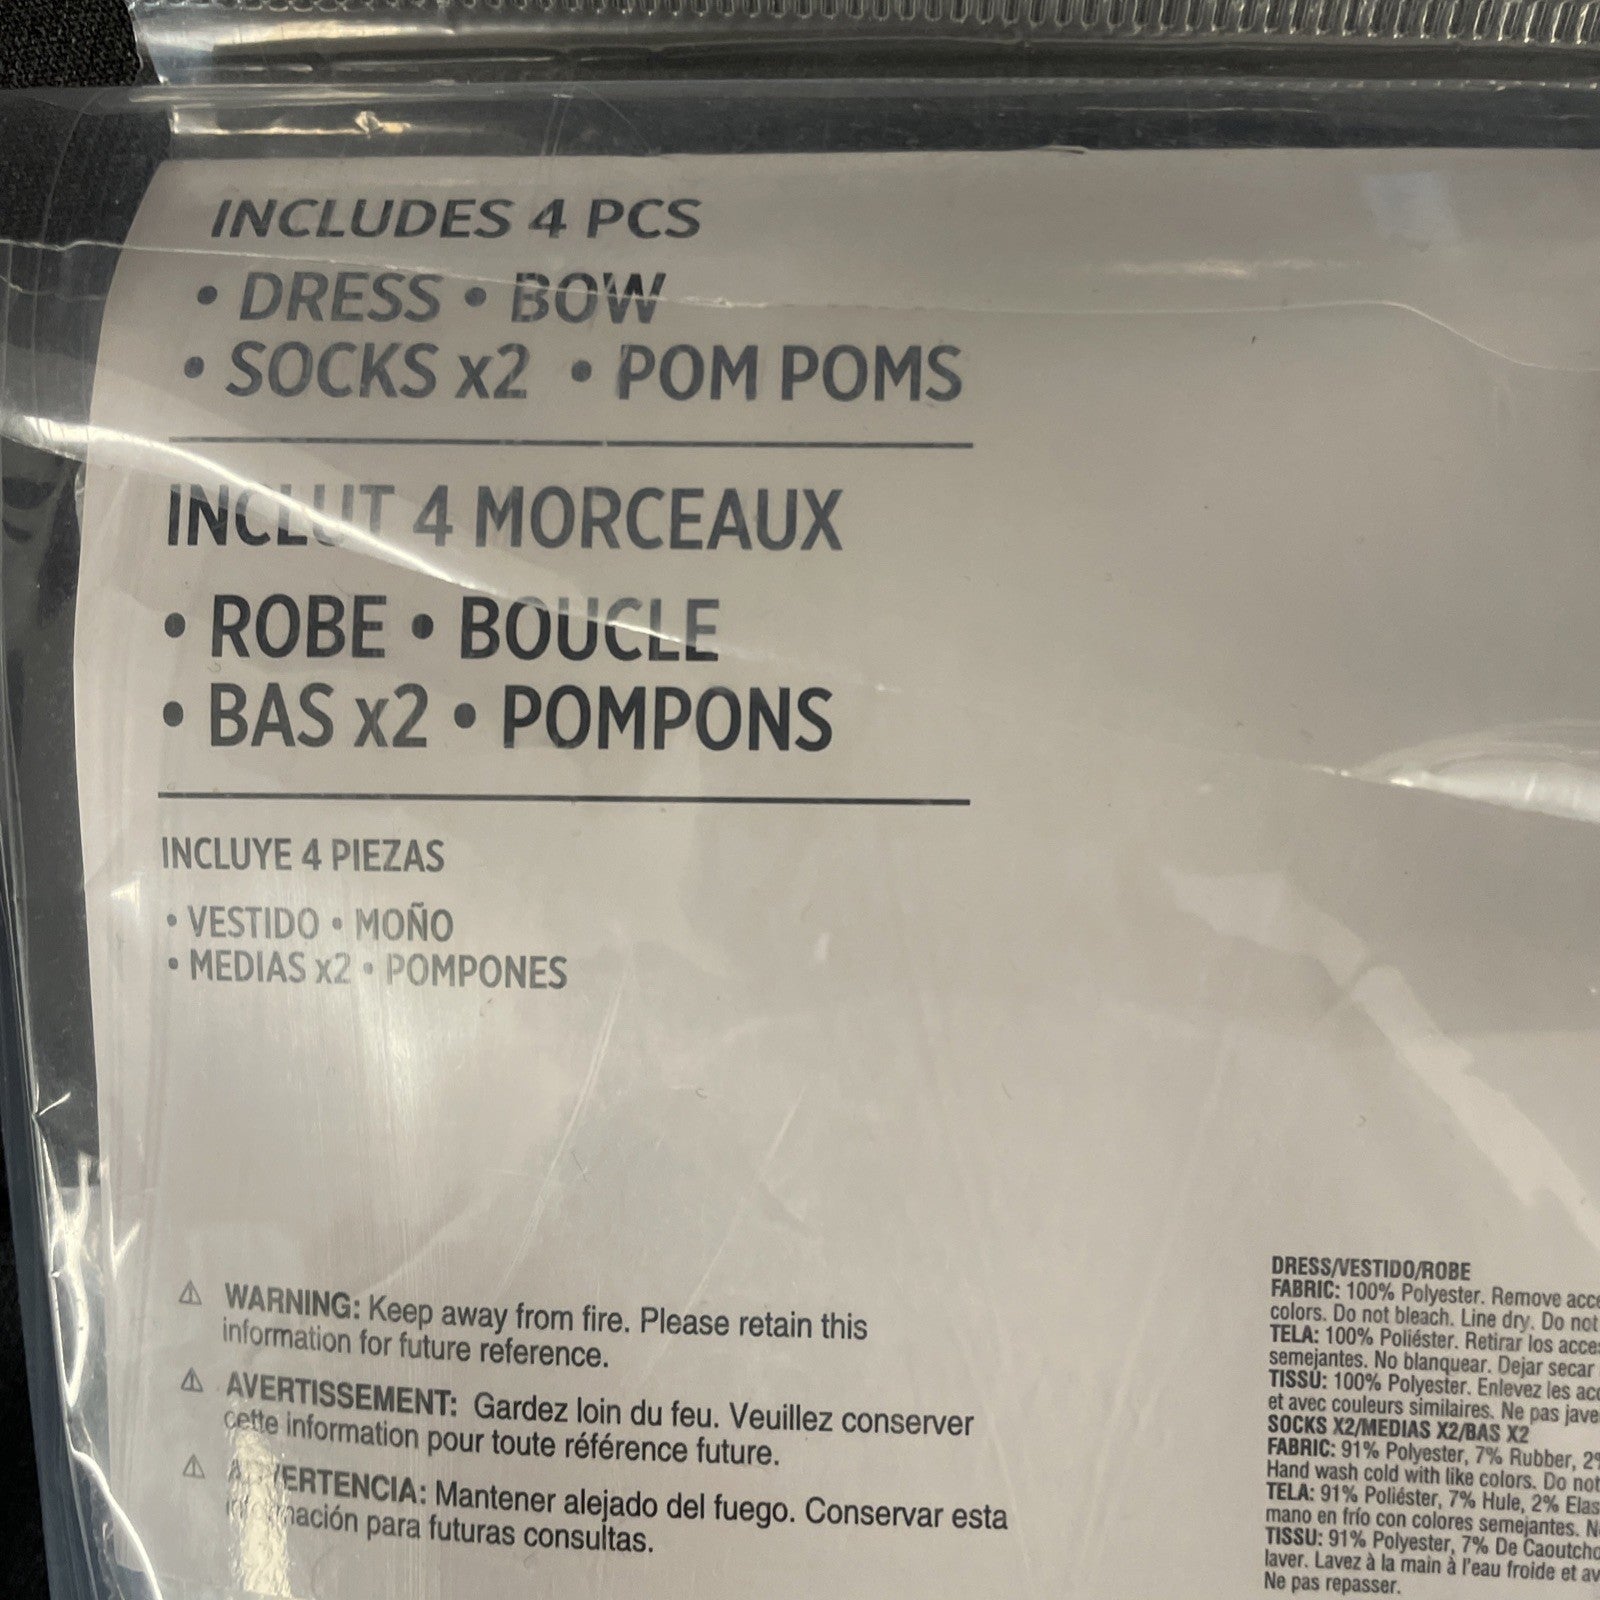 INCLUDES 4 PCS
• DRESS • BOW
• SOCKS x2 • POM POMS
INCLUT 4 MORCEAUX
• ROBE • BOUCLE
• BAS x2 • POMPONS
INCLUYE 4 PIEZAS
• VESTIDO • MOÑO
• MEDIAS x2 • POMPONES
⚠ WARNING: Keep away from fire. Please retain this
information for future reference.
⚠ AVERTISSEMENT: Gardez loin du feu. Veuillez conserver
cette information pour toute référence future.
⚠ ADVERTENCIA: Mantener alejado del fuego. Conservar esta
información para futuras consultas.
DRESS/VESTIDO/ROBE
FABRIC: 100% Polyester. Remove
colors. Do not bleach. Line dry. Do not
TELA: 100% Poliéster. Retirar los
semejantes. No blanquear. Dejar secar
TISSU: 100% Polyester. Enlevez les
et avec couleurs similaires. Ne pas
SOCKS X2/MEDIAS X2/BAS X2
FABRIC: 91% Polyester, 7% Rubber,
Hand wash cold with like colors. Do not
TELA: 91% Poliéster, 7% Hule, 2%
mano en frío con colores semejantes.
TISSU: 91% Polyester, 7% De
laver. Lavez à la main à l'eau froide et
Ne pas repasser.